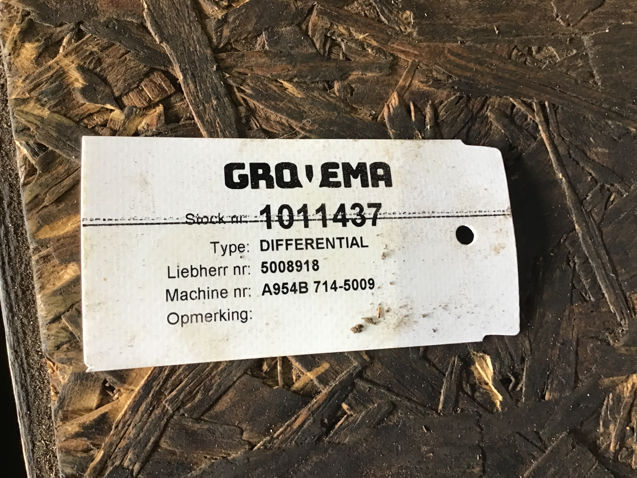 GROVEMA
Stock nr: 1011437
Type: DIFFERENTIAL
Liebherr nr: 5008918
Machine nr: A954B 714-5009
Opmerking: